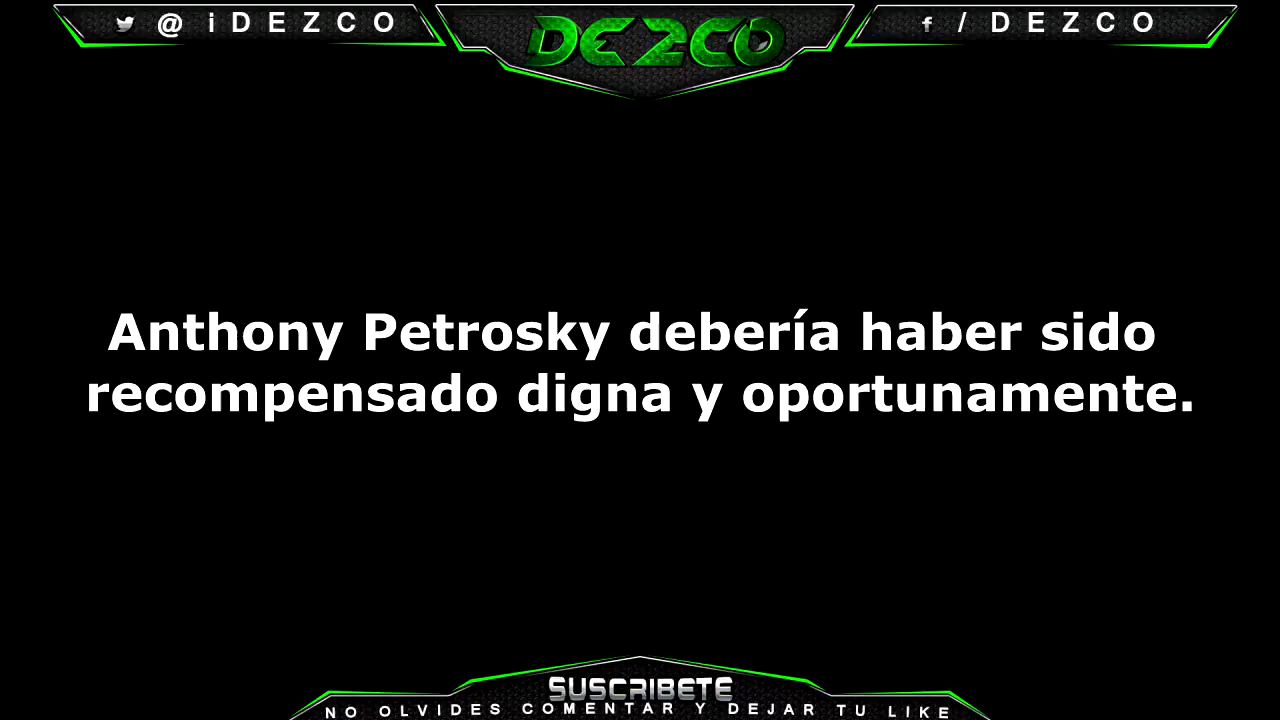 @iDEZCO
DEZCO
f / DEZCO
Anthony Petrosky debería haber sido
recompensado digna y oportunamente.
SUSCRIBETE
NO OLVIDES COMENTAR Y DEJAR TU LIKE